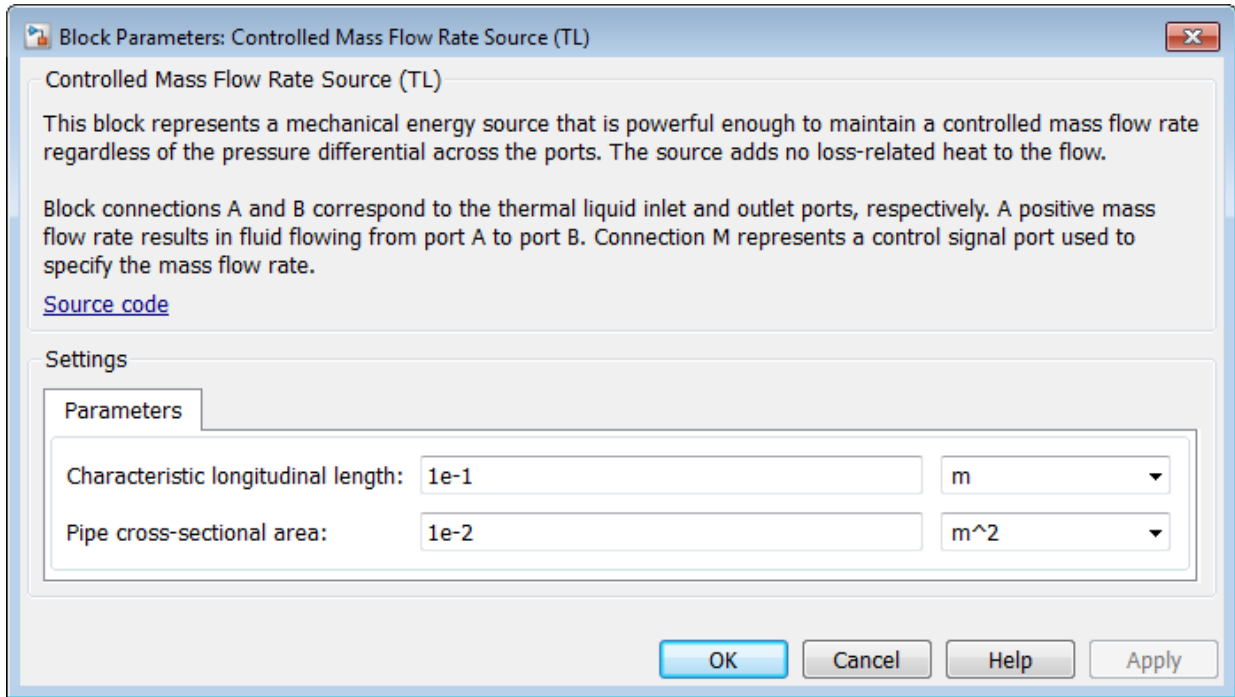 Block Parameters: Controlled Mass Flow Rate Source (TL)
Controlled Mass Flow Rate Source (TL)
This block represents a mechanical energy source that is powerful enough to maintain a controlled mass flow rate
regardless of the pressure differential across the ports. The source adds no loss-related heat to the flow.
Block connections A and B correspond to the thermal liquid inlet and outlet ports, respectively. A positive mass
flow rate results in fluid flowing from port A to port B. Connection M represents a control signal port used to
specify the mass flow rate.
Source code
Settings
Parameters
Characteristic longitudinal length: 1e-1 m
Pipe cross-sectional area: 1e-2 m^2
OK Cancel Help Apply